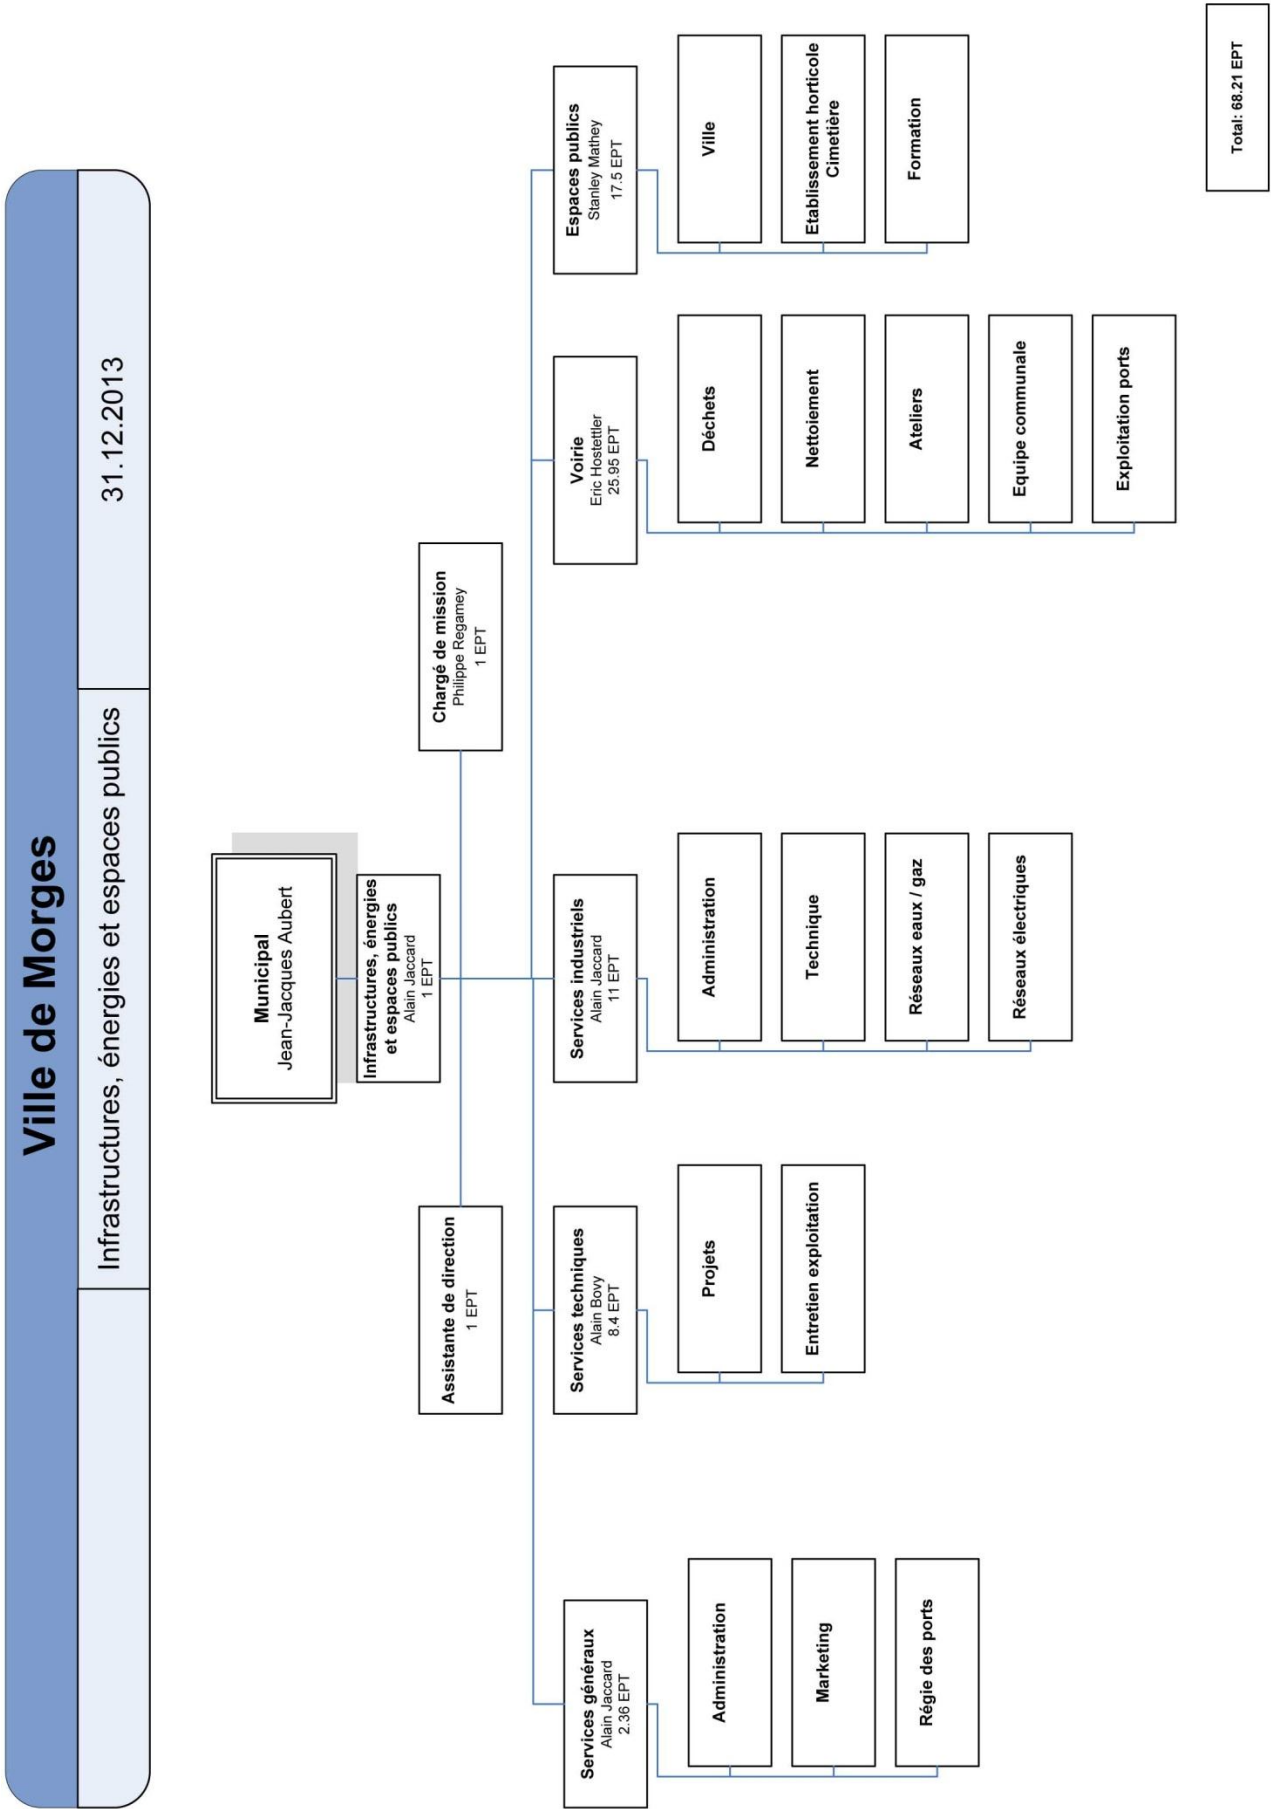 Ville de Morges
Infrastructures, énergies et espaces publics
31.12.2013
Municipal
Jean-Jacques Aubert
Infrastructures, énergies
et espaces publics
Alain Jaccard
1 EPT
Assistante de direction
1 EPT
Chargé de mission
Philippe Regamey
1 EPT
Services généraux
Alain Jaccard
2.36 EPT
Administration
Marketing
Régie des ports
Services techniques
Alain Bovy
8.4 EPT
Projets
Entretien exploitation
Services industriels
Alain Jaccard
11 EPT
Administration
Technique
Réseaux eaux / gaz
Réseaux électriques
Voirie
Eric Hostettler
25.95 EPT
Déchets
Nettoiement
Ateliers
Equipe communale
Exploitation ports
Espaces publics
Stanley Mathey
17.5 EPT
Ville
Etablissement horticole
Cimetière
Formation
Total: 68.21 EPT